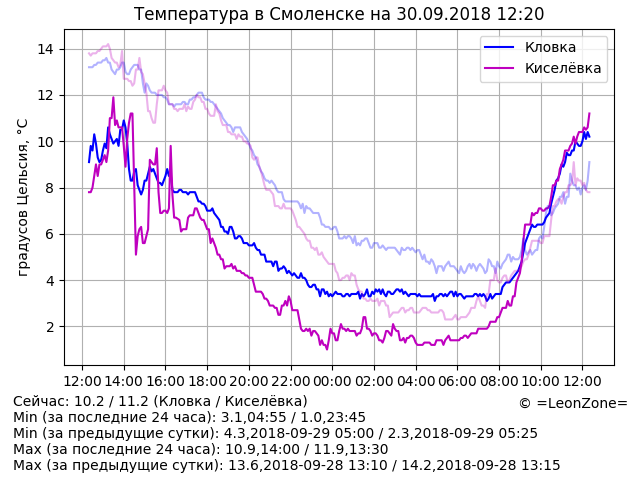 Температура в Смоленске на 30.09.2018 12:20
градусов Цельсия, °C
14
12
10
8
6
4
2
Кловка
Киселёвка
12:00 14:00 16:00 18:00 20:00 22:00 00:00 02:00 04:00 06:00 08:00 10:00 12:00
Сейчас: 10.2 / 11.2 (Кловка / Киселёвка)
© =LeonZone=
Min (за последние 24 часа): 3.1,04:55 / 1.0,23:45
Min (за предыдущие сутки): 4.3,2018-09-29 05:00 / 2.3,2018-09-29 05:25
Max (за последние 24 часа): 10.9,14:00 / 11.9,13:30
Max (за предыдущие сутки): 13.6,2018-09-28 13:10 / 14.2,2018-09-28 13:15